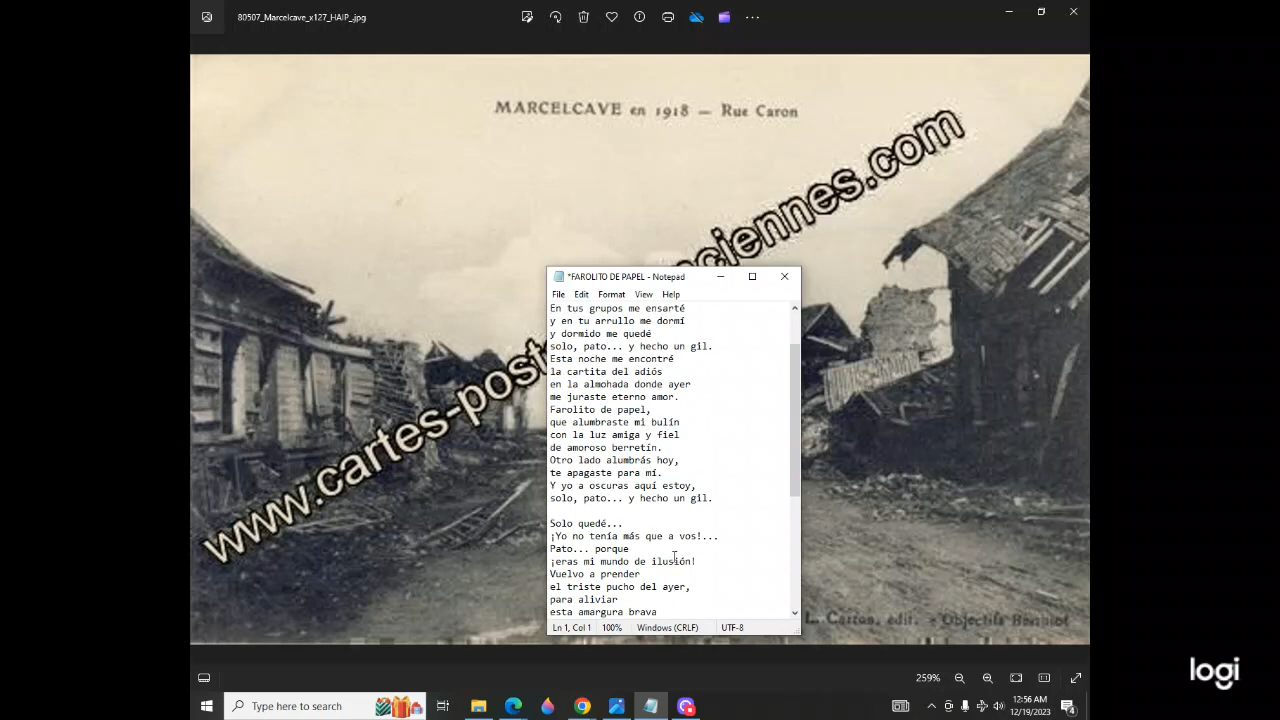 80507_Marcelcave_x127_HAIP_.jpg
MARCELCAVE en 1918 — Rue Caron
www.cartes-post
ciennes.com
*FAROLITO DE PAPEL - Notepad
File Edit Format View Help
En tus grupos me ensarté
y en tu arrullo me dormí
y dormido me quedé
solo, pato... y hecho un gil.
Esta noche me encontré
la cartita del adiós
en la almohada donde ayer
me juraste eterno amor.
Farolito de papel,
que alumbraste mi bulín
con la luz amiga y fiel
de amoroso berretín.
Otro lado alumbrás hoy,
te apagaste para mí.
Y yo a oscuras aquí estoy,
solo, pato... y hecho un gil.
Solo quedé...
¡Yo no tenía más que a vos!...
Pato... porque
¡eras mi mundo de ilusión!
Vuelvo a prender
el triste pucho del ayer,
para aliviar
esta amargura brava
Ln 1, Col 1 100% Windows (CRLF) UTF-8
L. Caron, edit. - Objectifs Berthiot
259%
logi
Type here to search
12:56 AM
12/19/2023
4